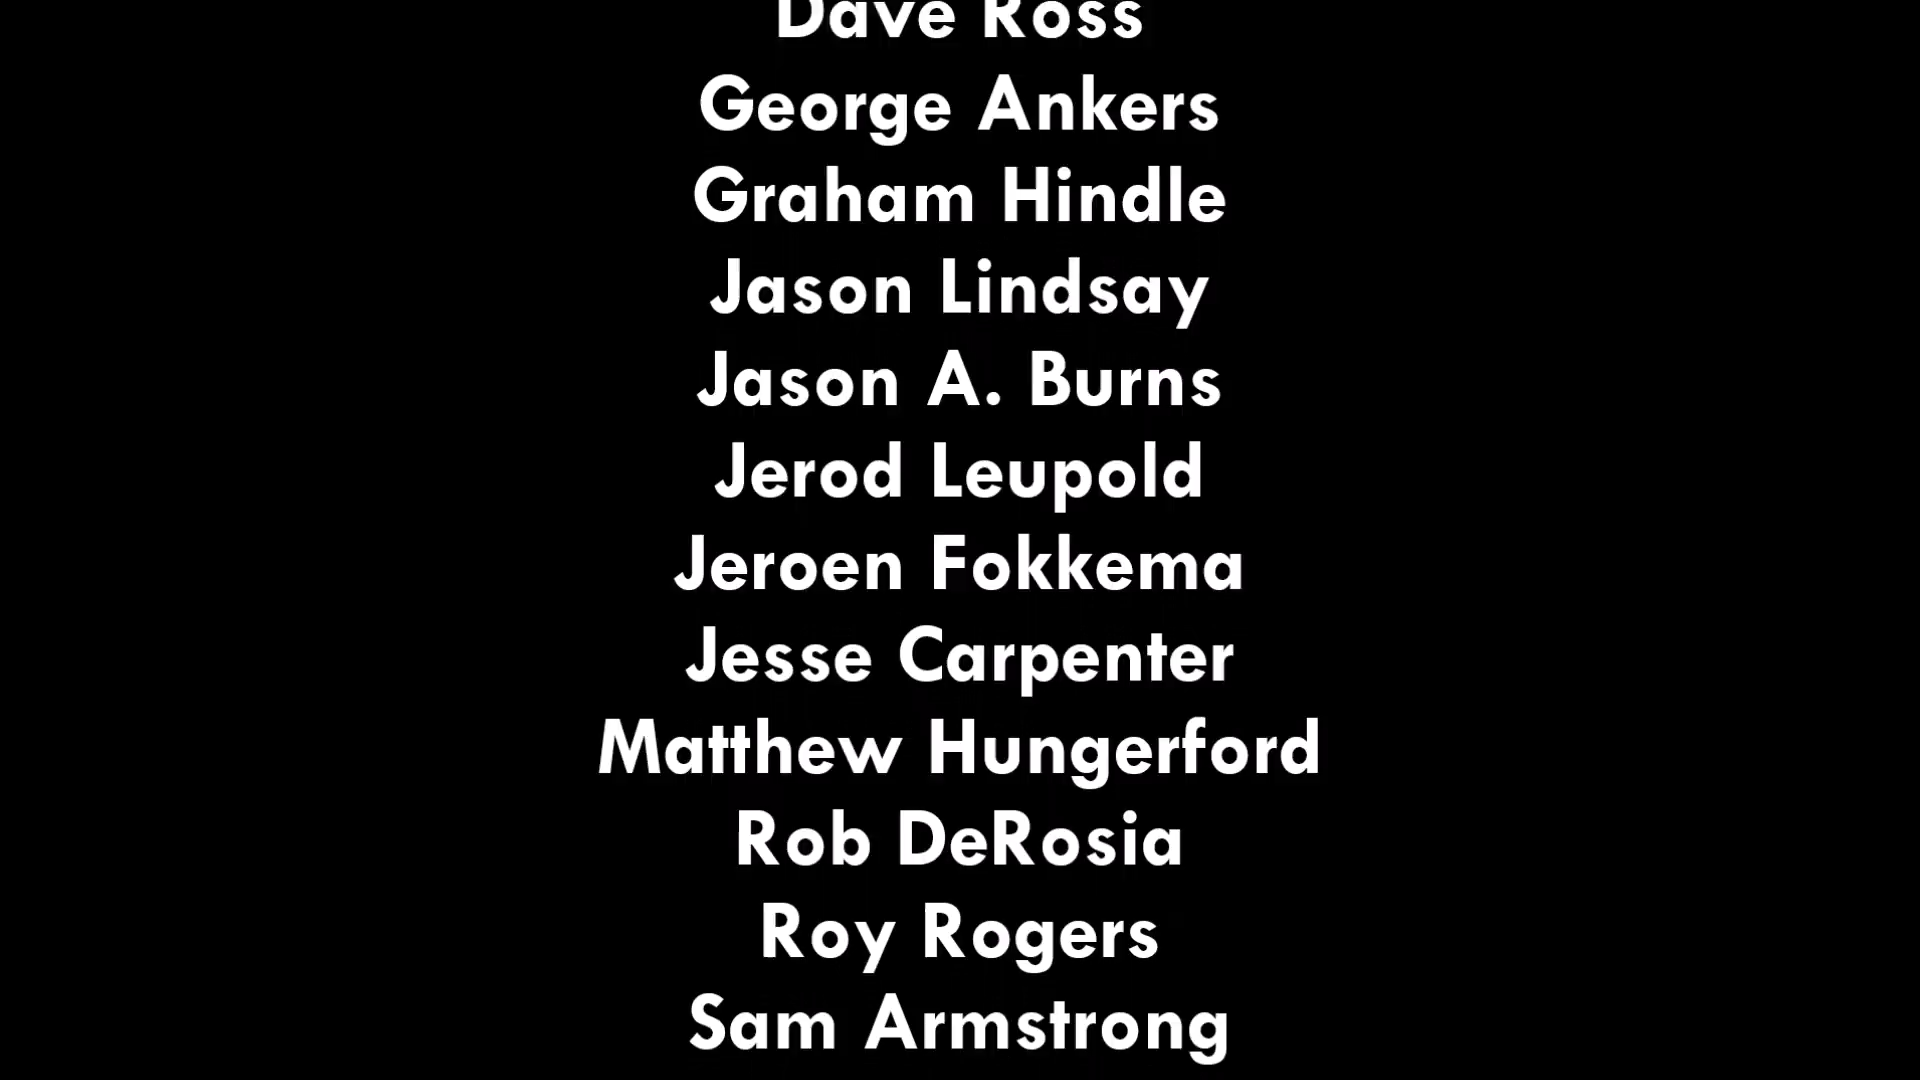 Dave Ross
George Ankers
Graham Hindle
Jason Lindsay
Jason A. Burns
Jerod Leupold
Jeroen Fokkema
Jesse Carpenter
Matthew Hungerford
Rob DeRosia
Roy Rogers
Sam Armstrong